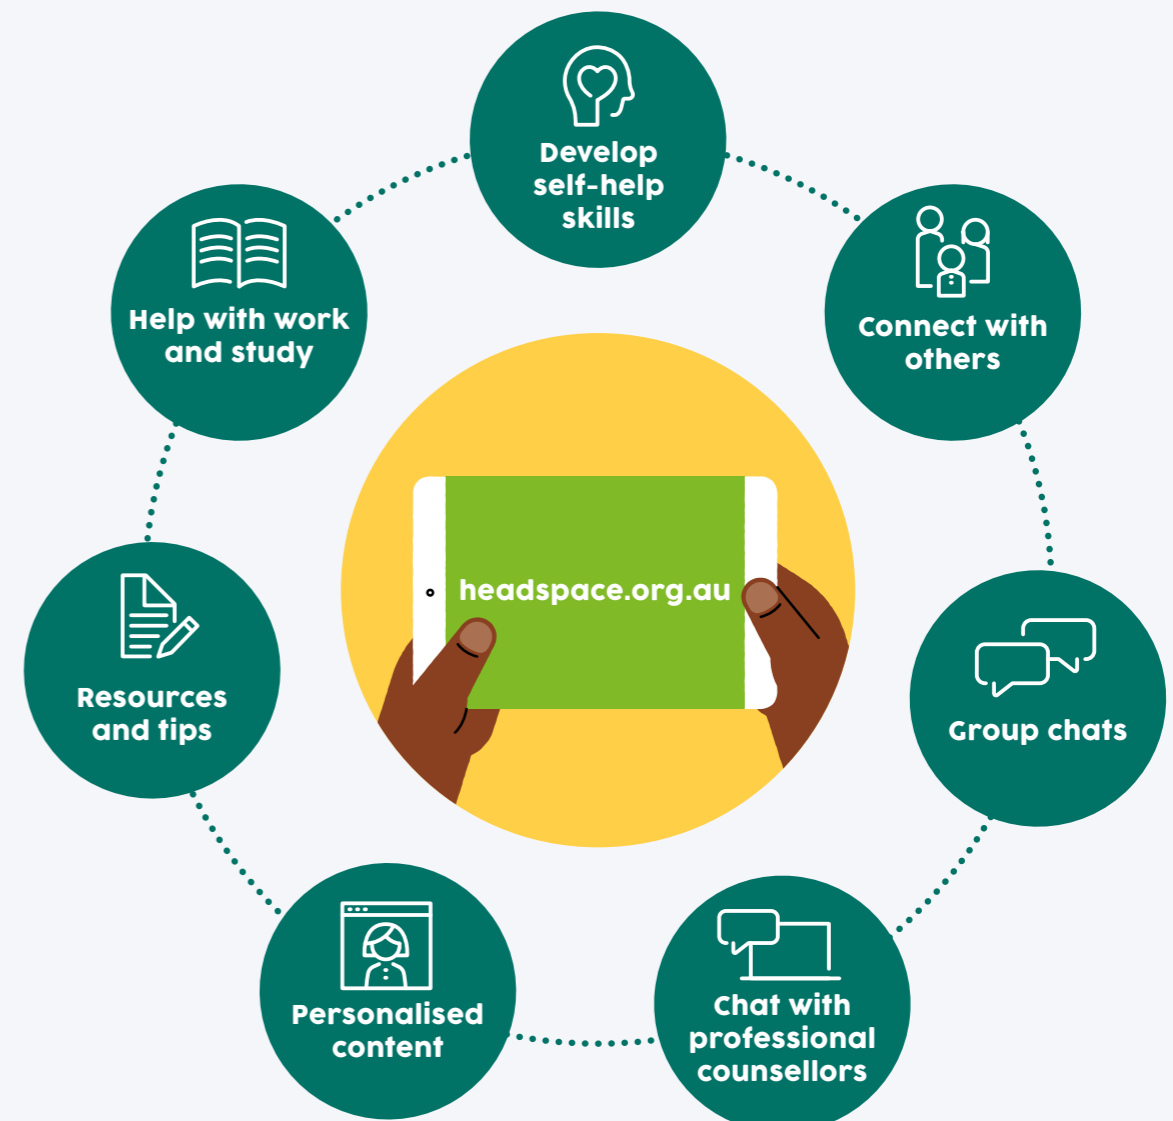 Develop
self-help
skills
Connect with
others
Group chats
Chat with
professional
counsellors
Personalised
content
Resources
and tips
Help with work
and study
headspace.org.au